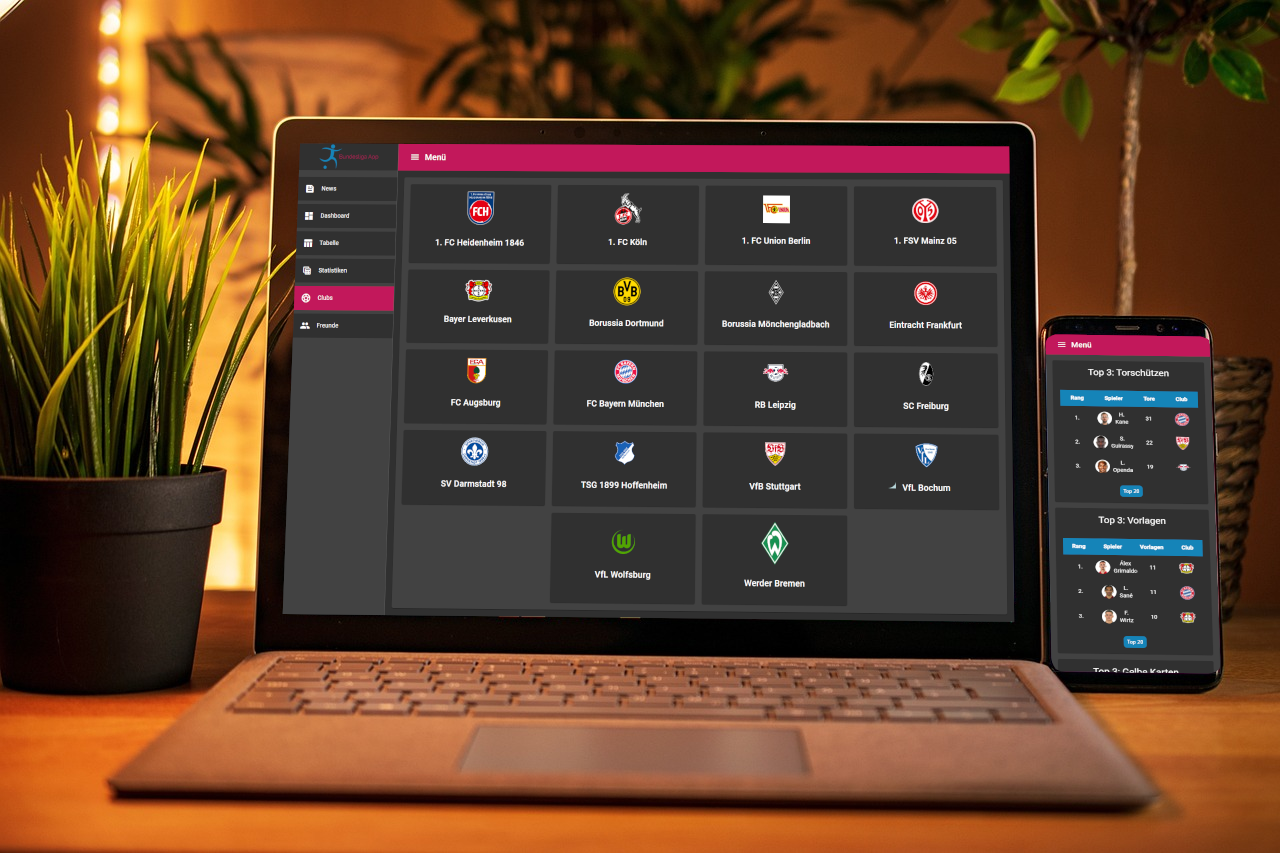 Bundesliga App
Menü
News
Dashboard
Tabelle
Statistiken
Clubs
Freunde
FCH
1. FC Heidenheim 1846
1. FC Köln
1. FC Union Berlin
1. FSV Mainz 05
Bayer Leverkusen
BVB
09
Borussia Dortmund
Borussia Mönchengladbach
Eintracht Frankfurt
FCA
FC Augsburg
FC Bayern München
RB Leipzig
SC Freiburg
SV Darmstadt 98
TSG 1899 Hoffenheim
VfB Stuttgart
VfL Bochum
VfL Wolfsburg
Werder Bremen
Menü
Top 3: Torschützen
Rang Spieler Tore Club
1. H. Kane 31
2. S. Guirassy 22
3. L. Openda 19
Top 20
Top 3: Vorlagen
Rang Spieler Vorlagen Club
1. Álex Grimaldo 11
2. L. Sané 11
3. F. Wirtz 10
Top 20
Top 3: Gelbe Karten